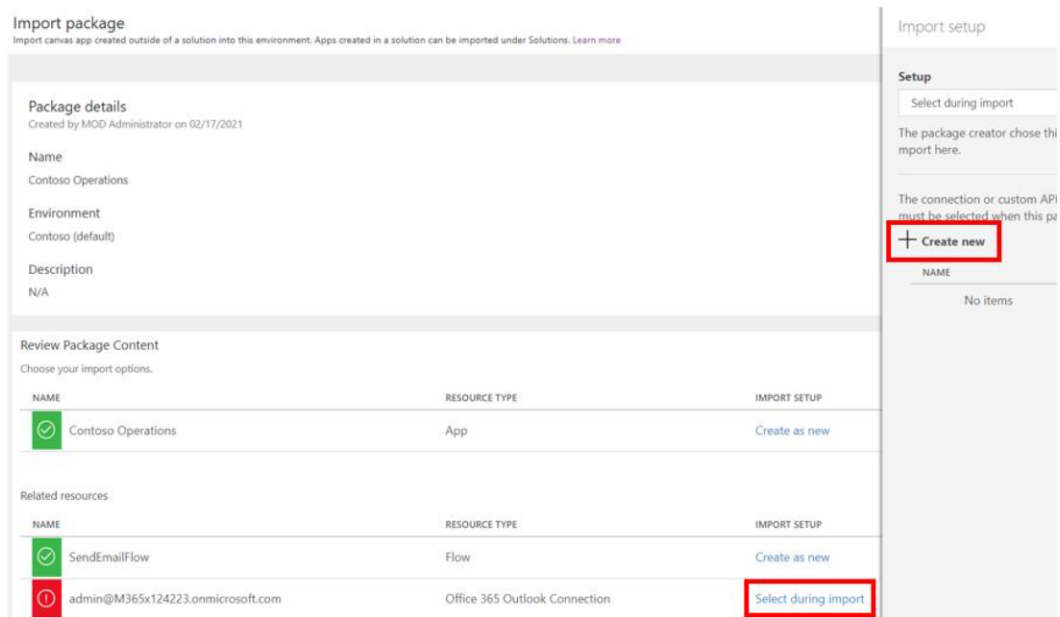 Import package
Import canvas app created outside of a solution into this environment. Apps created in a solution can be imported under Solutions. Learn more
Package details
Created by MOD Administrator on 02/17/2021
Name
Contoso Operations
Environment
Contoso (default)
Description
N/A
Review Package Content
Choose your import options.
NAME RESOURCE TYPE IMPORT SETUP
Contoso Operations App Create as new
Related resources
NAME RESOURCE TYPE IMPORT SETUP
SendEmailFlow Flow Create as new
admin@M365x124223.onmicrosoft.com Office 365 Outlook Connection Select during import
Import setup
Setup
Select during import
The package creator chose thi
mport here.
The connection or custom API
must be selected when this pa
Create new
NAME
No items